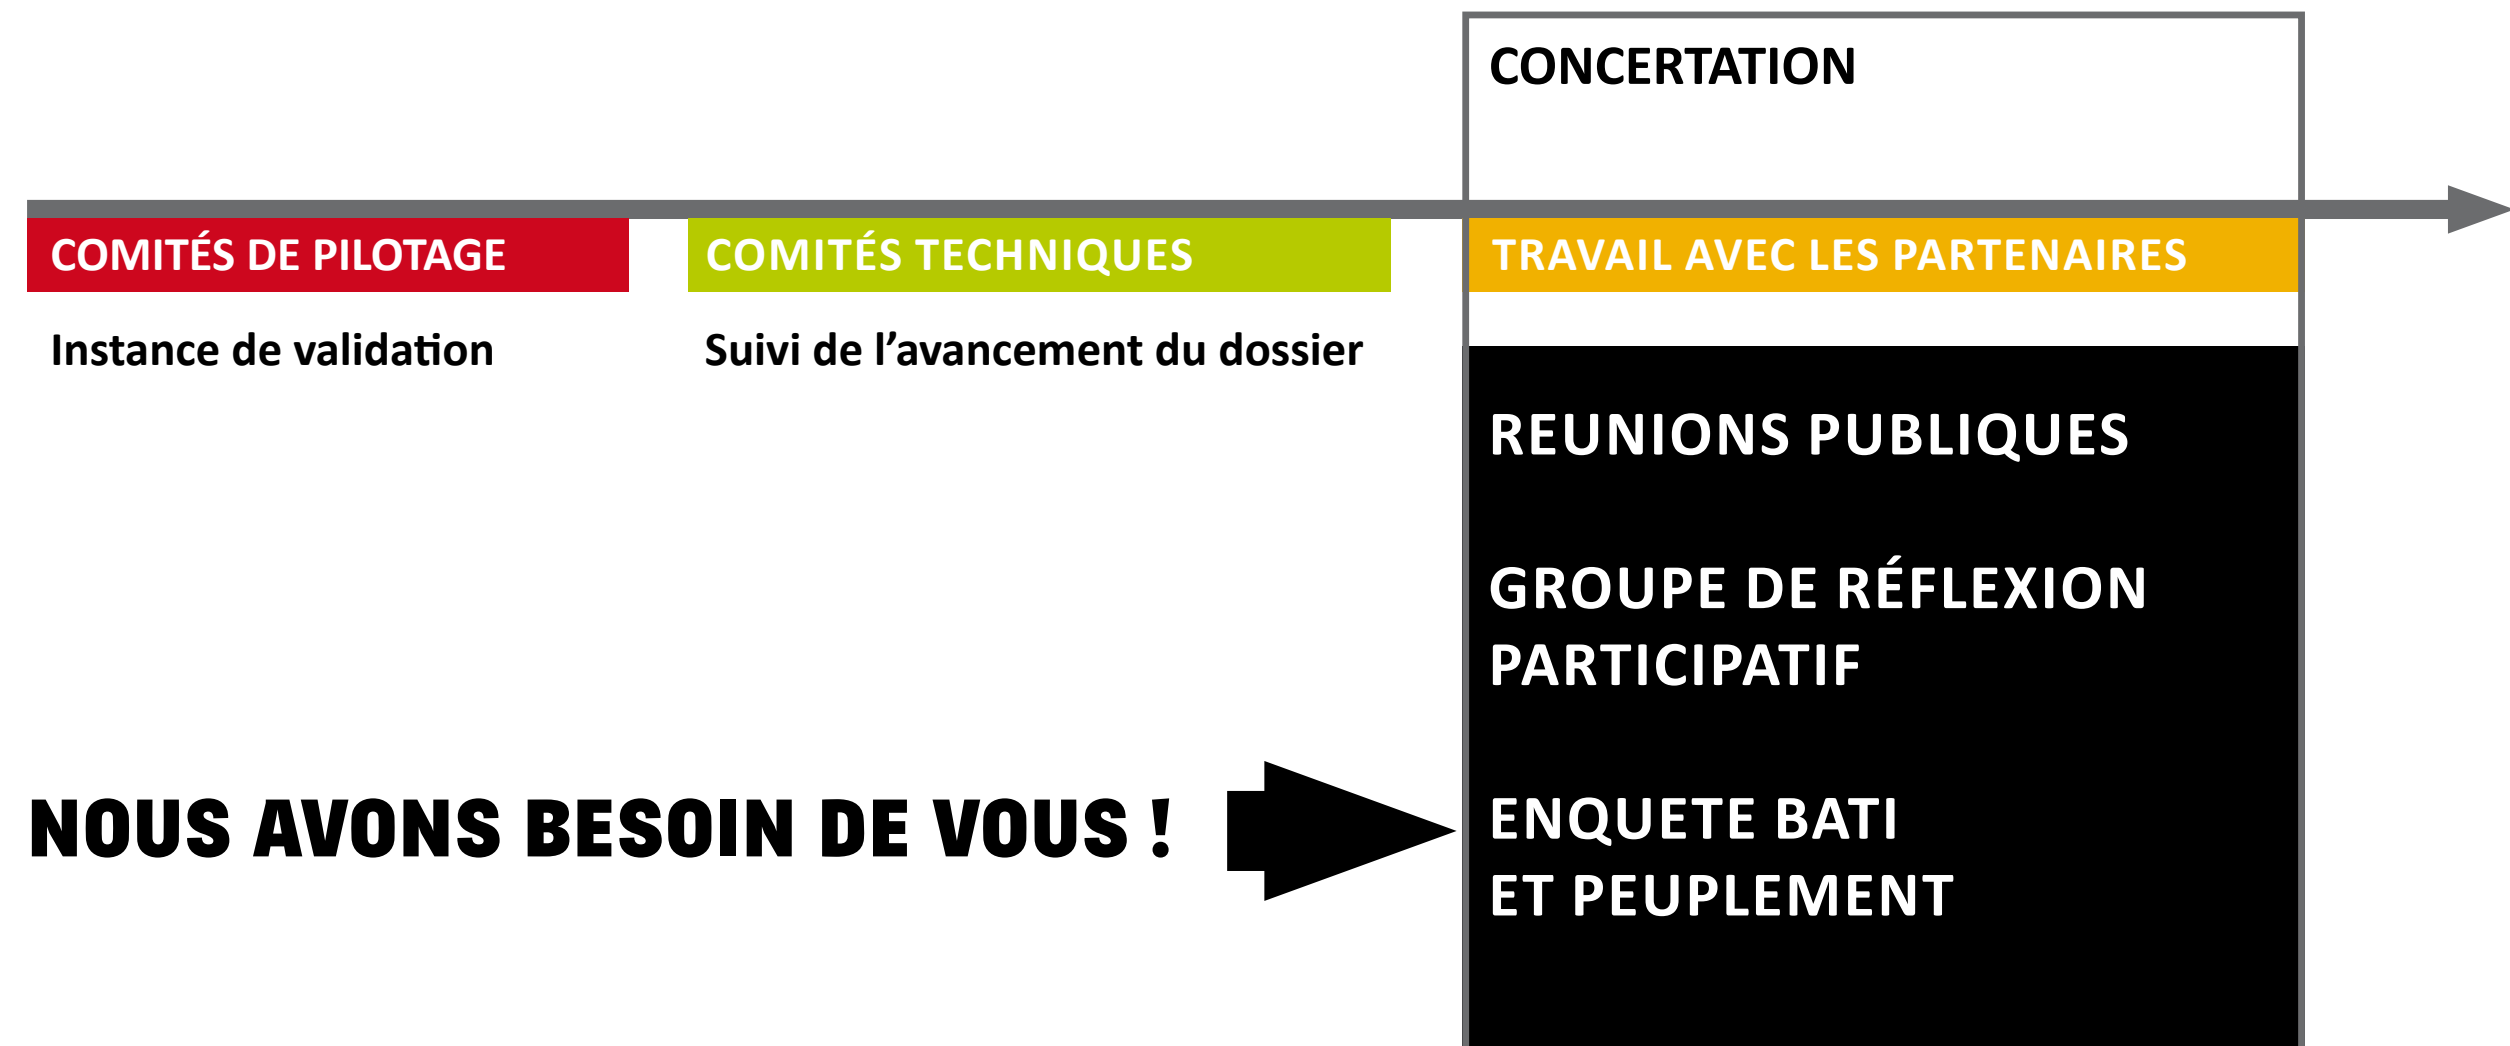 CONCERTATION
COMITÉS DE PILOTAGE
COMITÉS TECHNIQUES
TRAVAIL AVEC LES PARTENAIRES
Instance de validation
Suivi de l’avancement du dossier
REUNIONS PUBLIQUES
GROUPE DE RÉFLEXION
PARTICIPATIF
NOUS AVONS BESOIN DE VOUS !
ENQUETE BATI
ET PEUPLEMENT